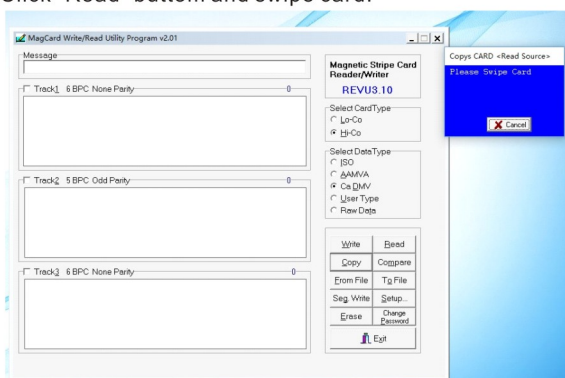 Click "Read" button and swipe card.
MagCard Write/Read Utility Program v2.01
Message
Track1 6 BPC None Parity 0
Track2 5 BPC Odd Parity 0
Track3 6 BPC None Parity 0
Magnetic Stripe Card
Reader/Writer
REVU3.10
Select CardType
Lo-Co
Hi-Co
Select DataType
ISO
AAMVA
Ca DMV
User Type
Raw Data
Write Read
Copy Compare
From File To File
Seq. Write Setup...
Erase Change
Password
Exit
Copys CARD <Read Source>
Please Swipe Card
Cancel